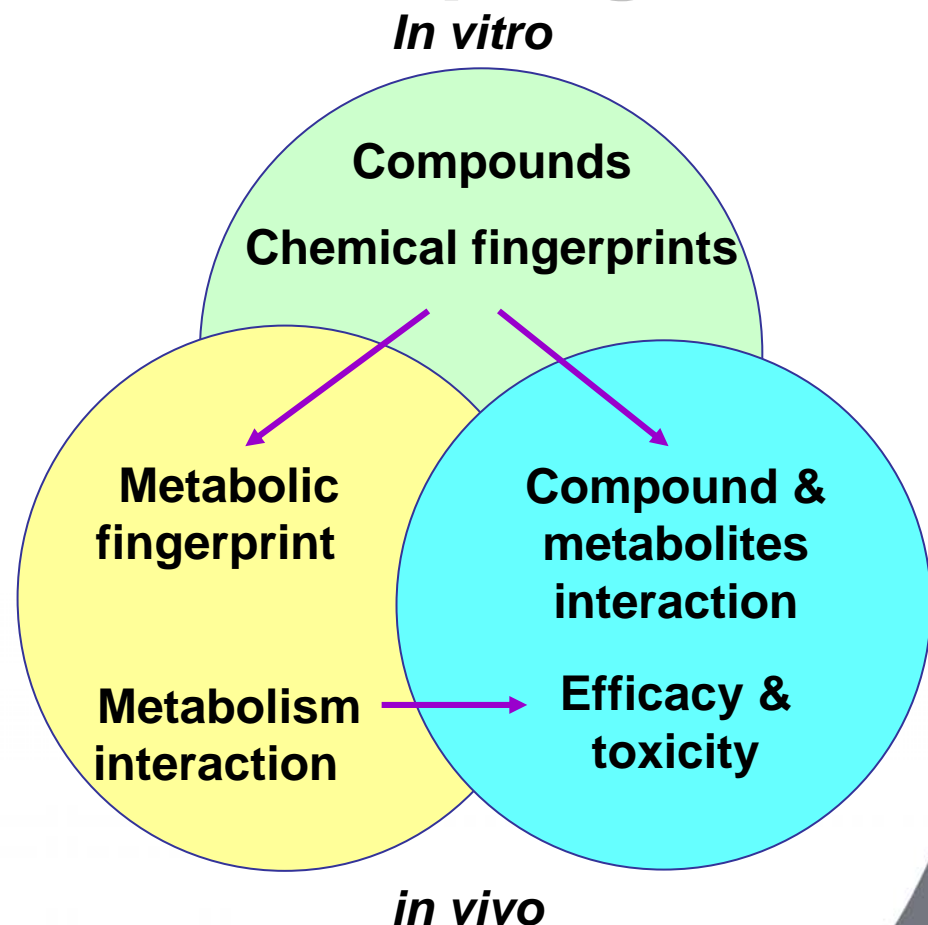 In vitro
Compounds
Chemical fingerprints
Metabolic
fingerprint
Metabolism
interaction
Compound &
metabolites
interaction
Efficacy &
toxicity
in vivo